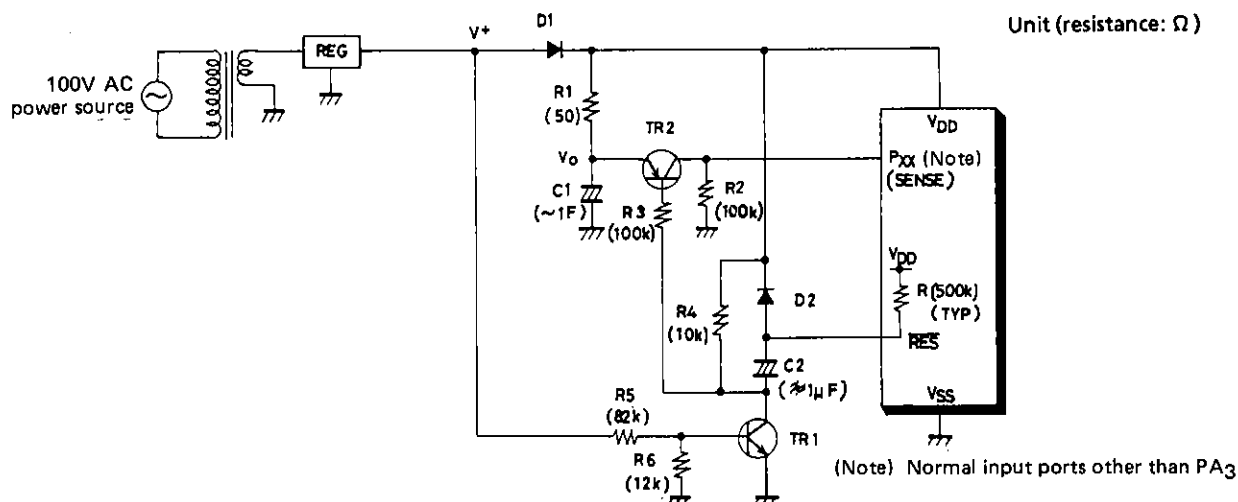 Unit (resistance: Ω)
D1
V+
REG
100V AC
power source
R1
(50)
TR2
VDD
Vo
PXX (Note)
(SENSE)
C1
(~1F)
R2
(100k)
R3
(100k)
VDD
D2
R(500k)
(TYP)
R4
(10k)
RES
C2
(≈1μF)
VSS
R5
(82k)
TR1
R6
(12k)
(Note) Normal input ports other than PA3